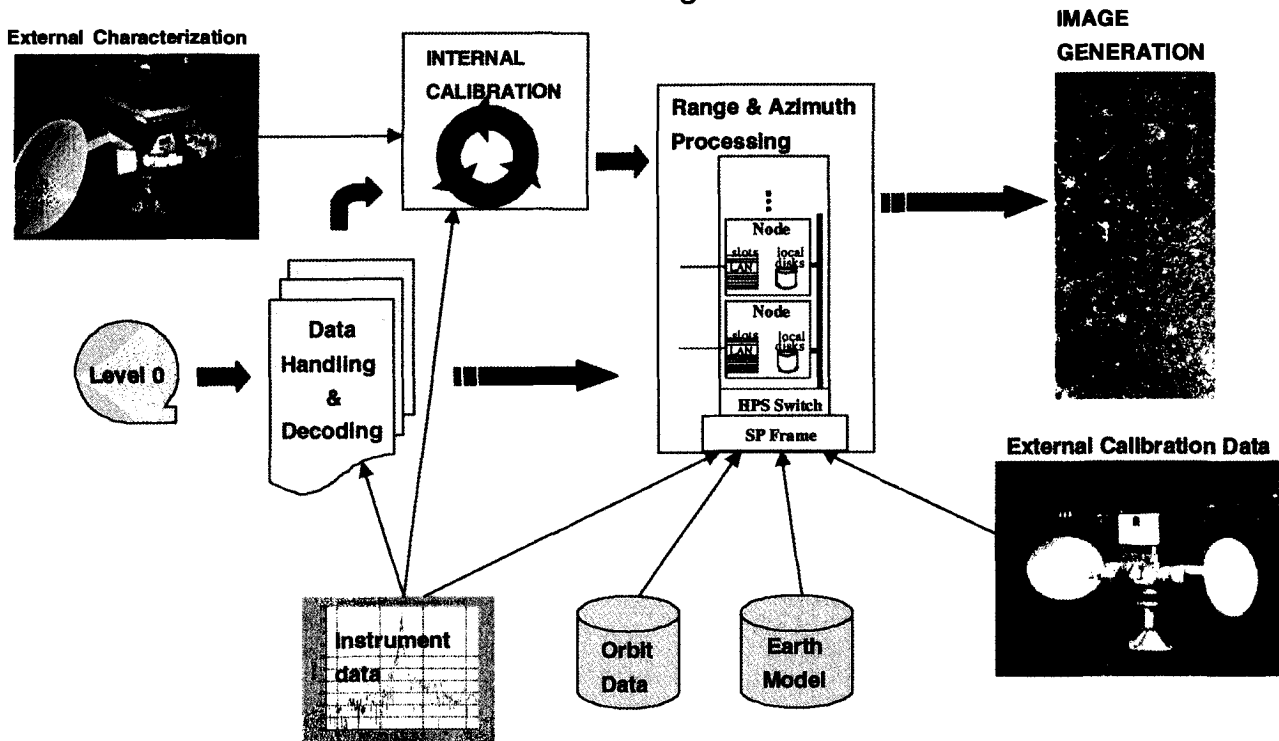 External Characterization
INTERNAL
CALIBRATION
IMAGE
GENERATION
Range & Azimuth
Processing
Node
slots
LAN
local
disks
Node
slots
LAN
local
disks
HPS Switch
SP Frame
Level 0
Data
Handling
&
Decoding
External Calibration Data
Instrument
data
Orbit
Data
Earth
Model